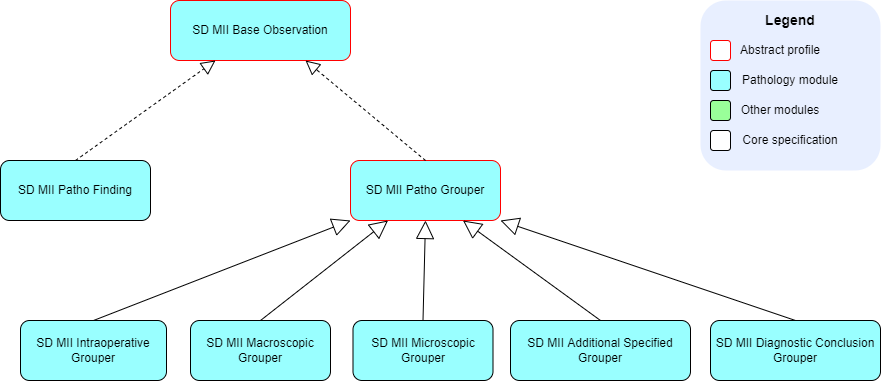 SD MII Base Observation
Legend
Abstract profile
Pathology module
Other modules
Core specification
SD MII Patho Finding
SD MII Patho Grouper
SD MII Intraoperative
Grouper
SD MII Macroscopic
Grouper
SD MII Microscopic
Grouper
SD MII Additional Specified
Grouper
SD MII Diagnostic Conclusion
Grouper